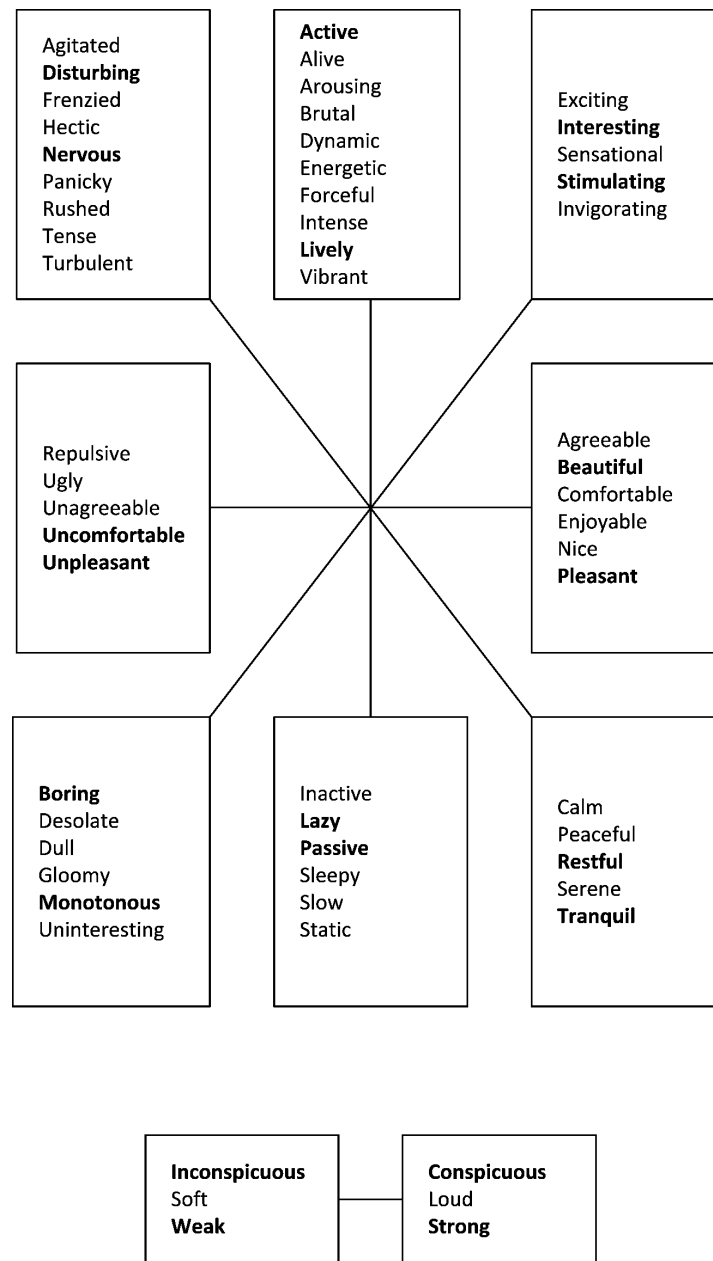 Agitated
Disturbing
Frenzied
Hectic
Nervous
Panicky
Rushed
Tense
Turbulent
Active
Alive
Arousing
Brutal
Dynamic
Energetic
Forceful
Intense
Lively
Vibrant
Exciting
Interesting
Sensational
Stimulating
Invigorating
Repulsive
Ugly
Unagreeable
Uncomfortable
Unpleasant
Agreeable
Beautiful
Comfortable
Enjoyable
Nice
Pleasant
Boring
Desolate
Dull
Gloomy
Monotonous
Uninteresting
Inactive
Lazy
Passive
Sleepy
Slow
Static
Calm
Peaceful
Restful
Serene
Tranquil
Inconspicuous
Soft
Weak
Conspicuous
Loud
Strong